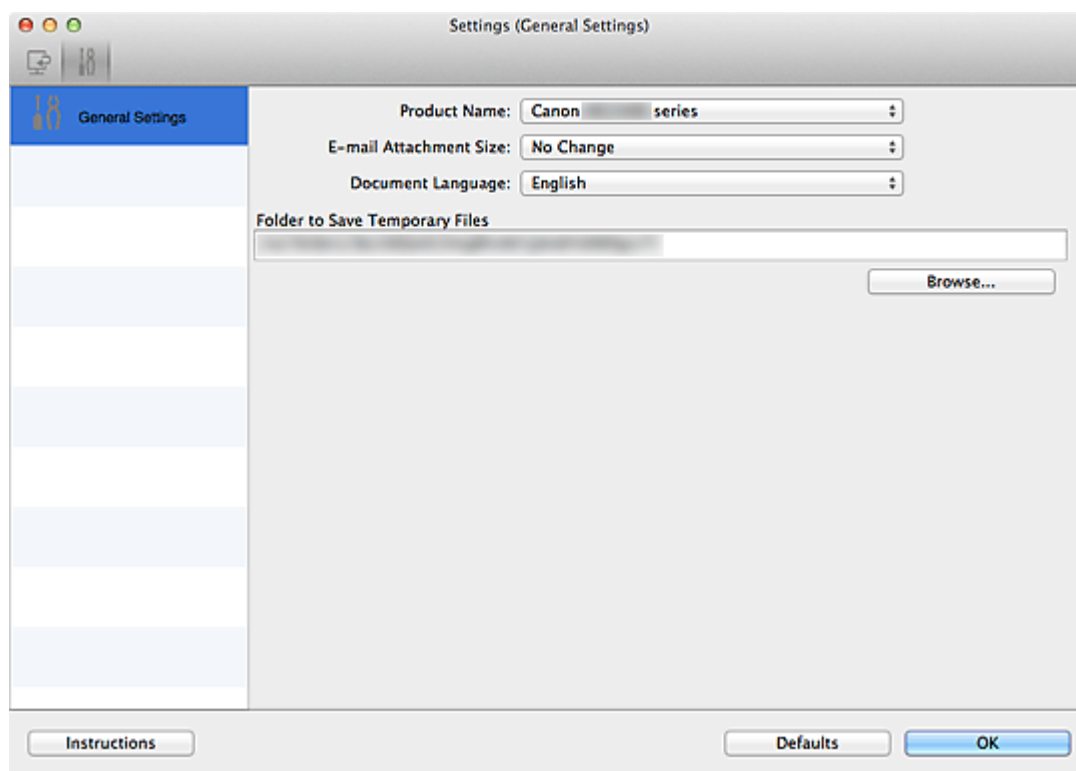 Settings (General Settings)
General Settings
Product Name: Canon series
E-mail Attachment Size: No Change
Document Language: English
Folder to Save Temporary Files
Browse...
Instructions
Defaults
OK